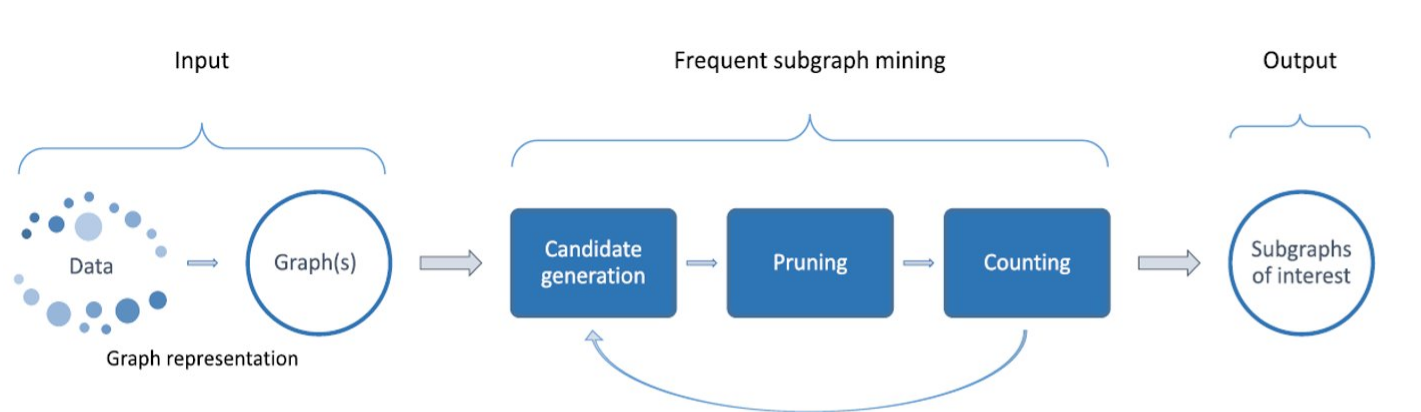 Input
Frequent subgraph mining
Output
Data
Graph(s)
Candidate
generation
Pruning
Counting
Subgraphs
of interest
Graph representation